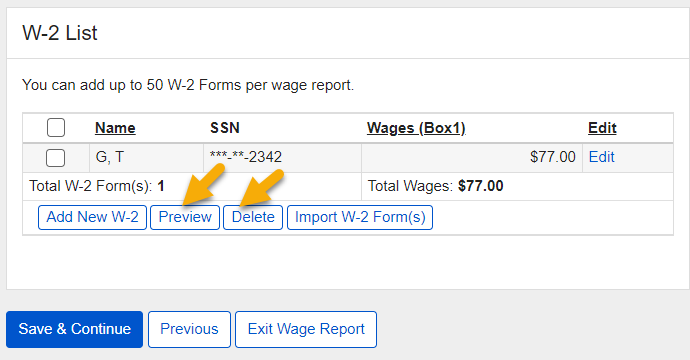 W-2 List
You can add up to 50 W-2 Forms per wage report.
Name SSN Wages (Box1) Edit
G, T ***-**-2342 $77.00 Edit
Total W-2 Form(s): 1 Total Wages: $77.00
Add New W-2 Preview Delete Import W-2 Form(s)
Save & Continue Previous Exit Wage Report